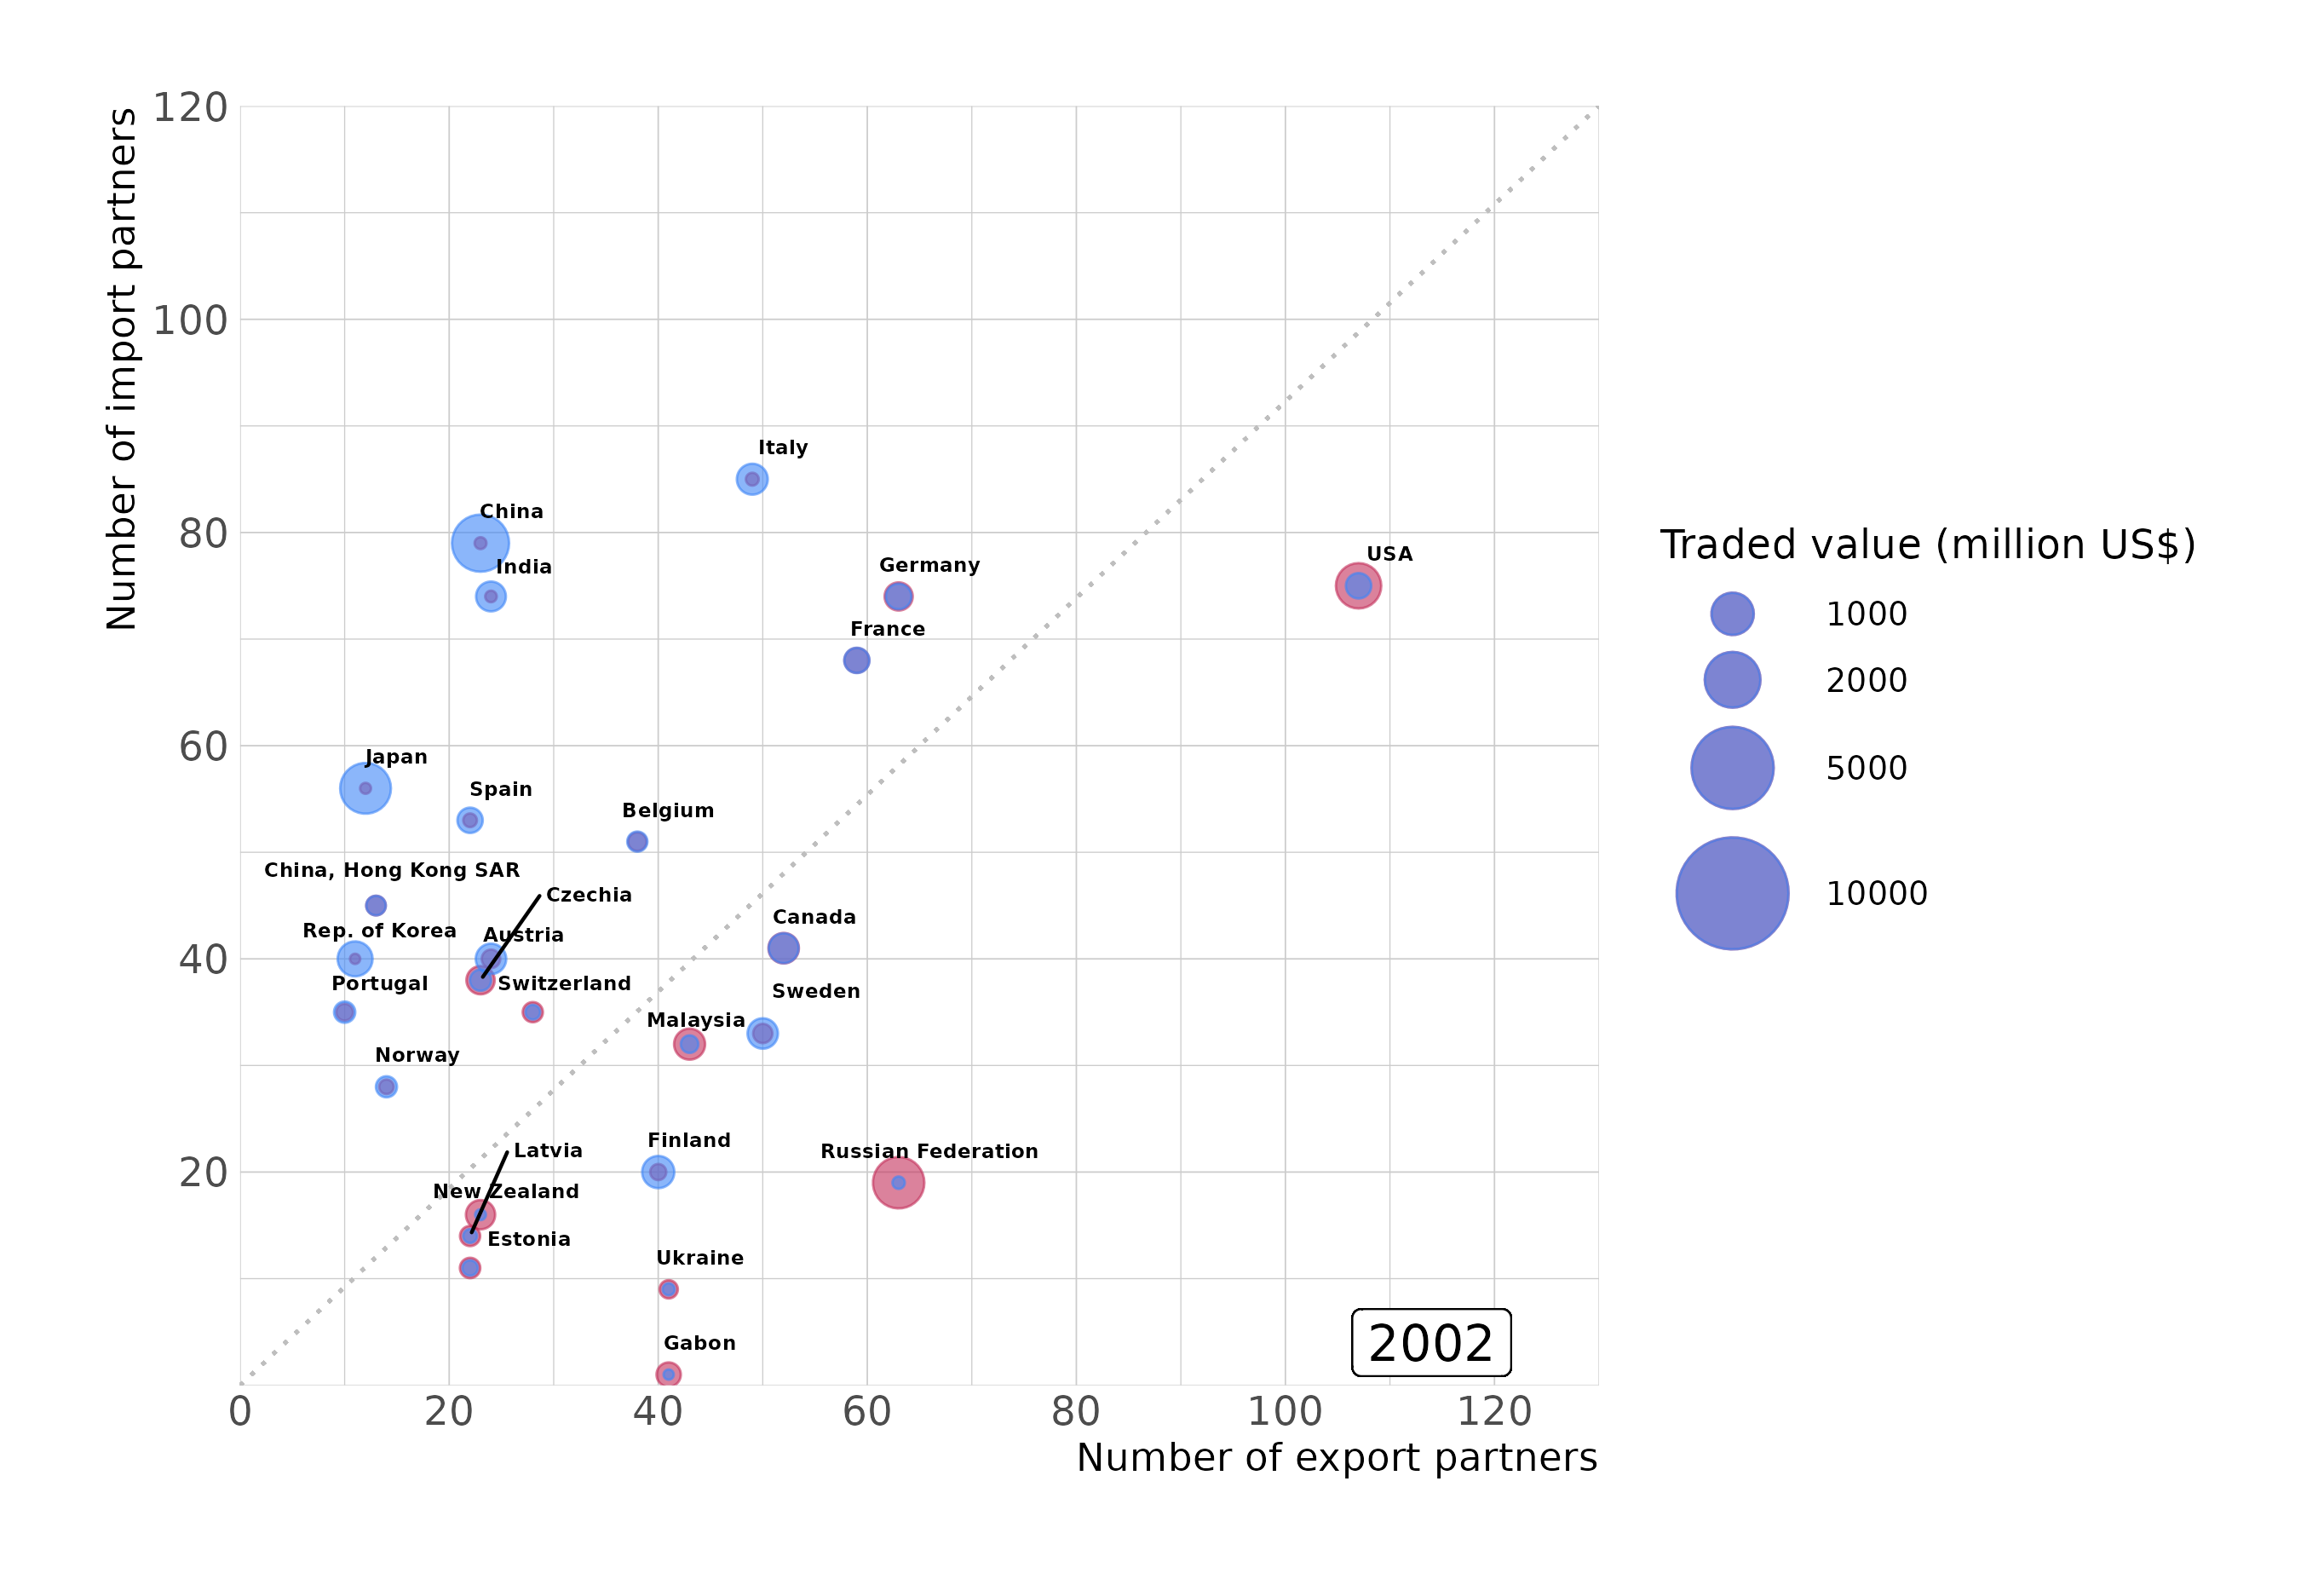 120
100
80
60
40
20
Number of import partners
Italy
China
India
Germany
USA
France
Japan
Spain
Belgium
China, Hong Kong SAR
Czechia
Canada
Rep. of Korea
Austria
Portugal
Switzerland
Sweden
Malaysia
Norway
Finland
Latvia
Russian Federation
New Zealand
Estonia
Ukraine
Gabon
2002
0 20 40 60 80 100 120
Number of export partners
Traded value (million US$)
1000
2000
5000
10000